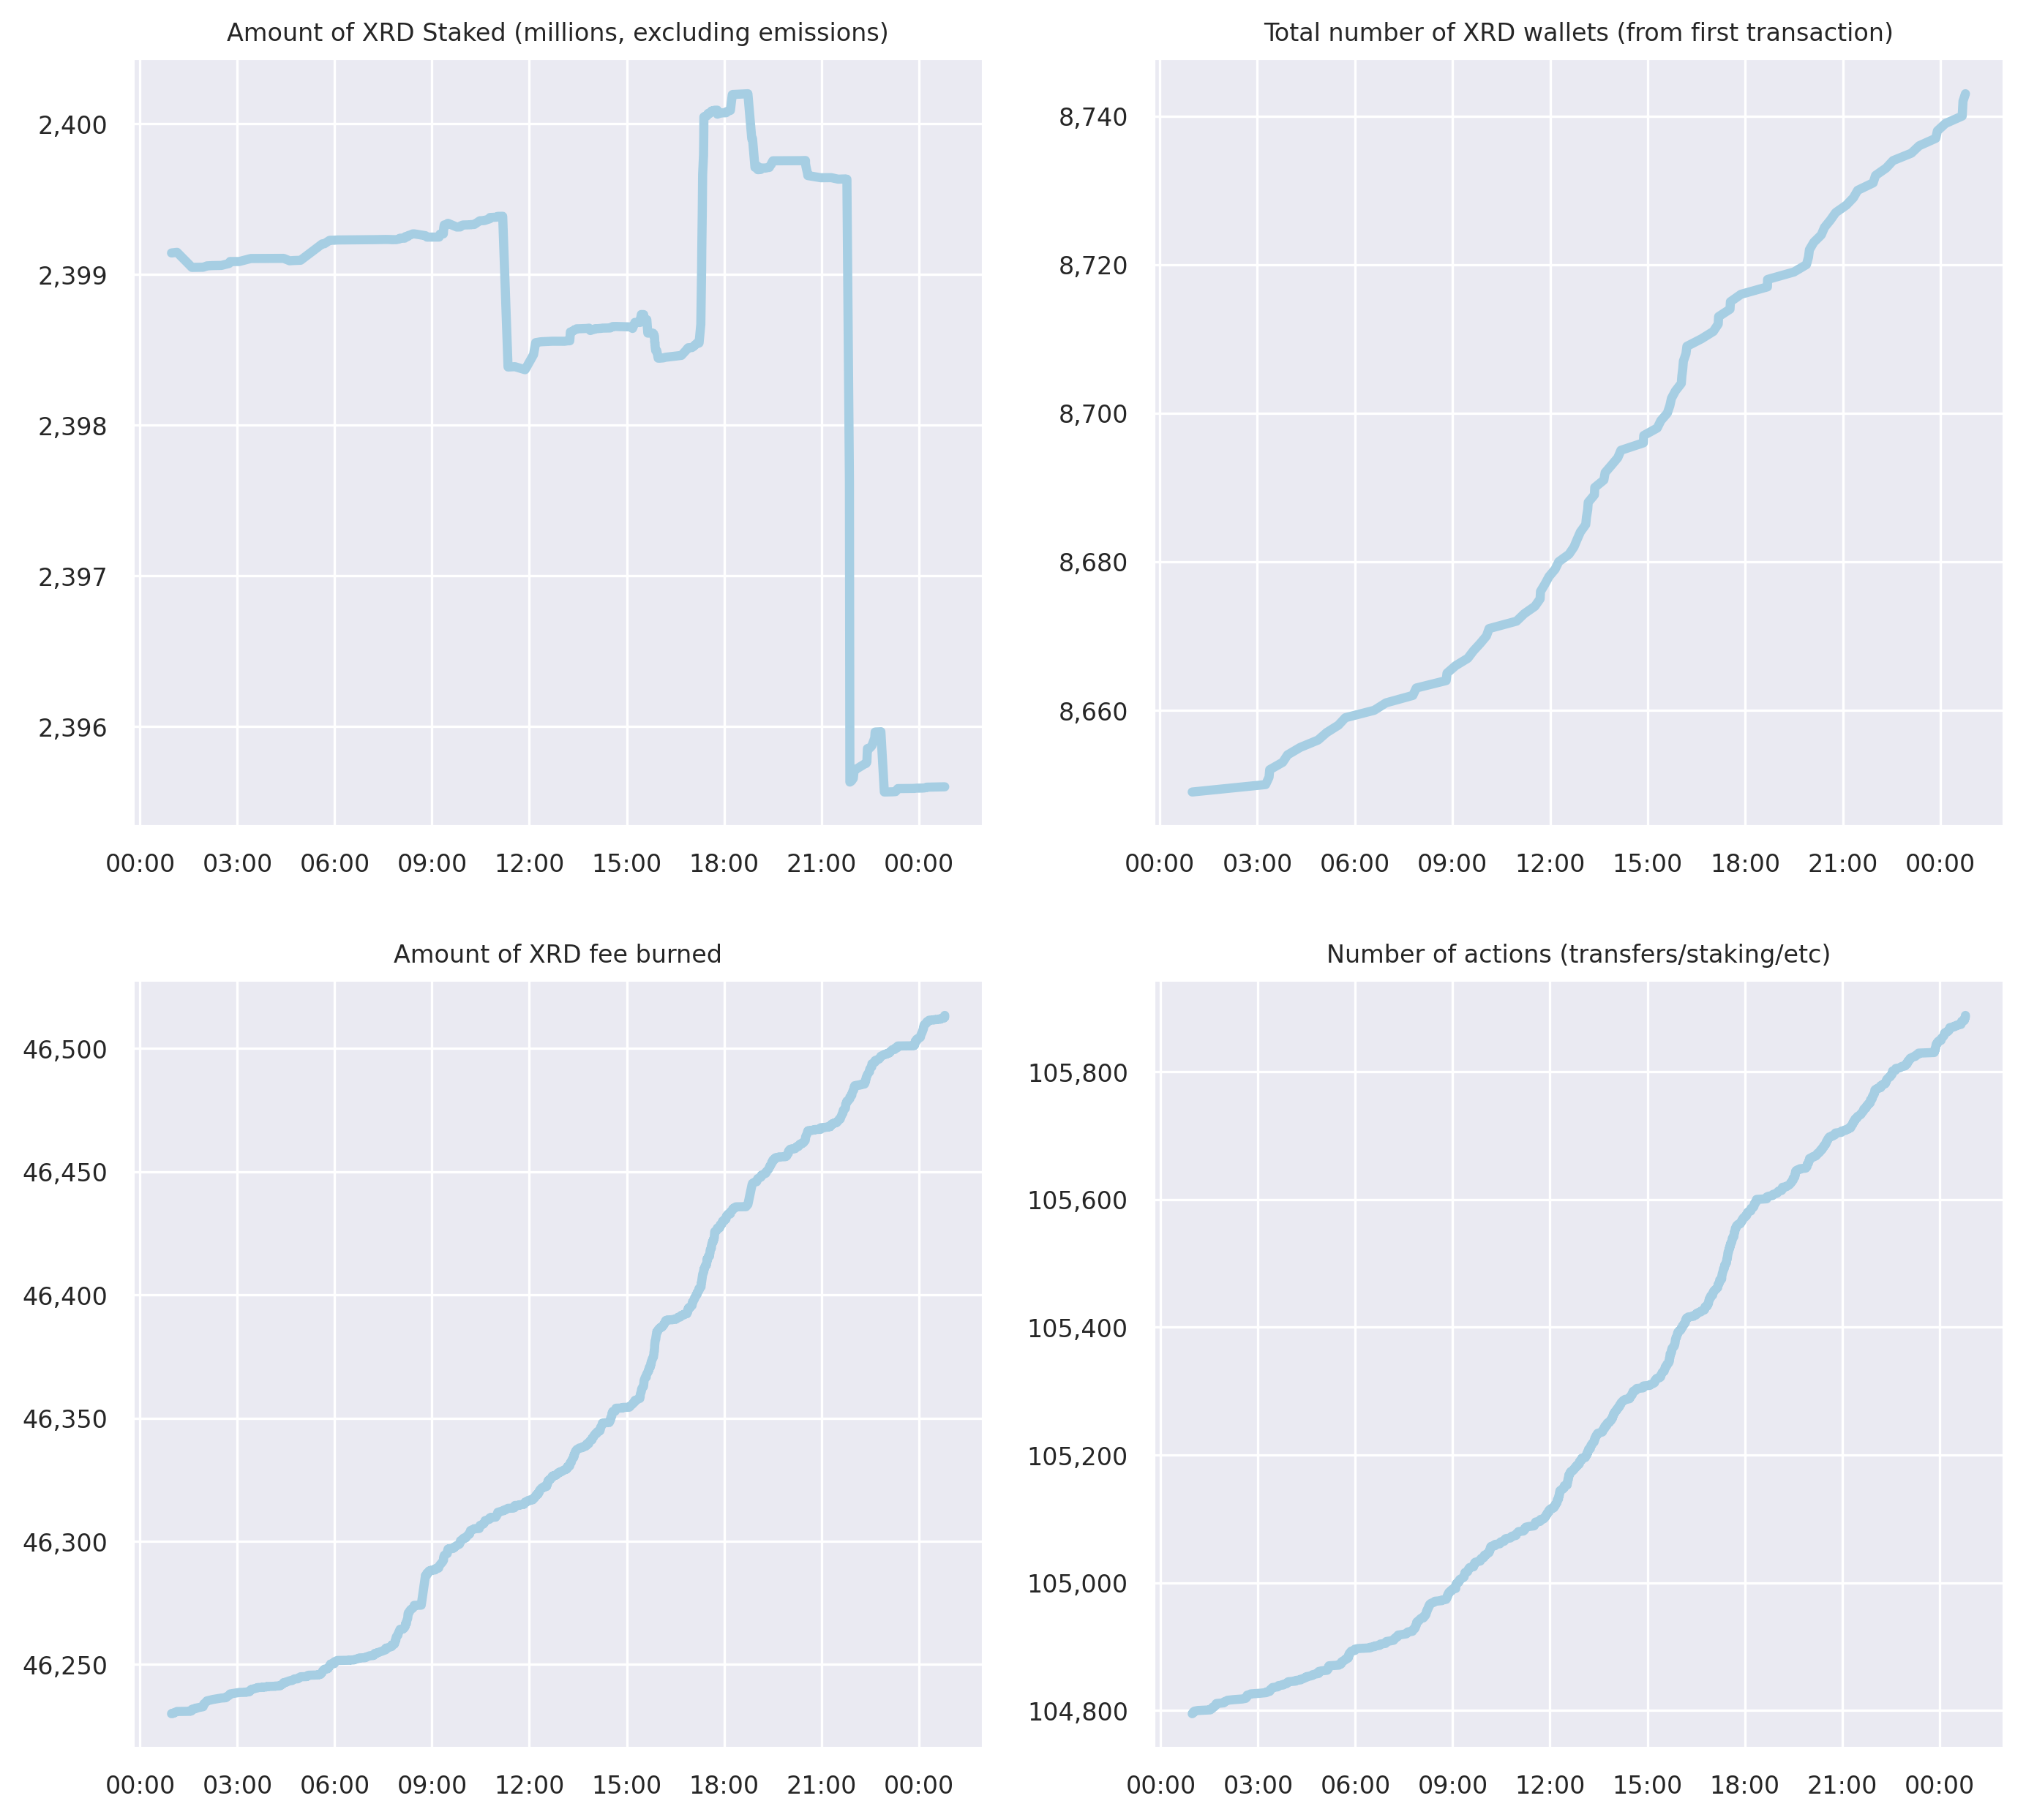 Amount of XRD Staked (millions, excluding emissions)
2,400
2,399
2,398
2,397
2,396
00:00 03:00 06:00 09:00 12:00 15:00 18:00 21:00 00:00
Total number of XRD wallets (from first transaction)
8,740
8,720
8,700
8,680
8,660
00:00 03:00 06:00 09:00 12:00 15:00 18:00 21:00 00:00
Amount of XRD fee burned
46,500
46,450
46,400
46,350
46,300
46,250
00:00 03:00 06:00 09:00 12:00 15:00 18:00 21:00 00:00
Number of actions (transfers/staking/etc)
105,800
105,600
105,400
105,200
105,000
104,800
00:00 03:00 06:00 09:00 12:00 15:00 18:00 21:00 00:00